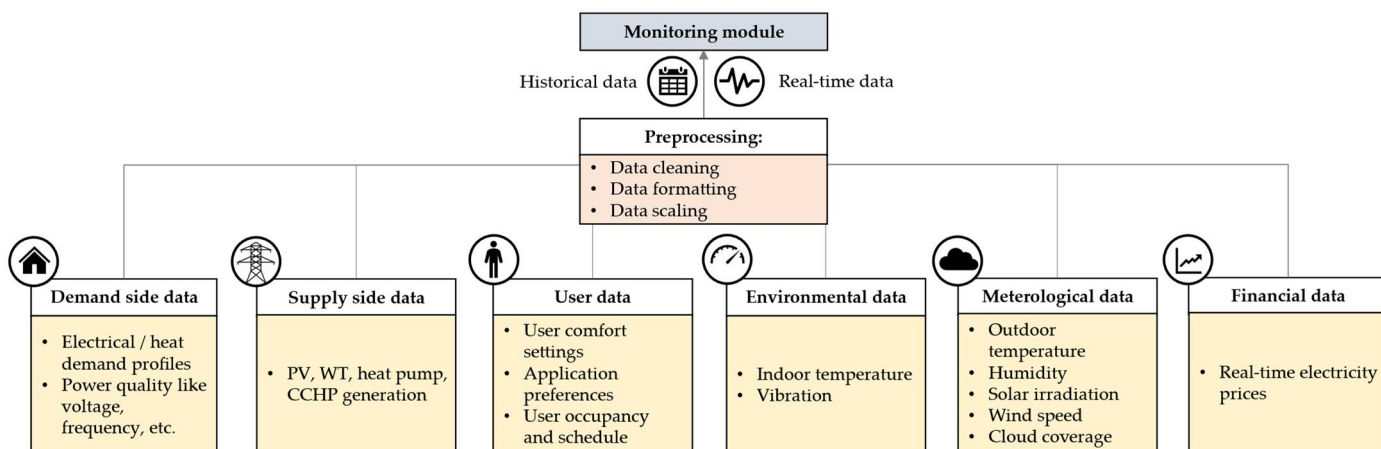 Monitoring module
Historical data
Real-time data
Preprocessing:
• Data cleaning
• Data formatting
• Data scaling
Demand side data
• Electrical / heat
demand profiles
• Power quality like
voltage,
frequency, etc.
Supply side data
• PV, WT, heat pump,
CCHP generation
User data
• User comfort
settings
• Application
preferences
• User occupancy
and schedule
Environmental data
• Indoor temperature
• Vibration
Meterological data
• Outdoor
temperature
• Humidity
• Solar irradiation
• Wind speed
• Cloud coverage
Financial data
• Real-time electricity
prices